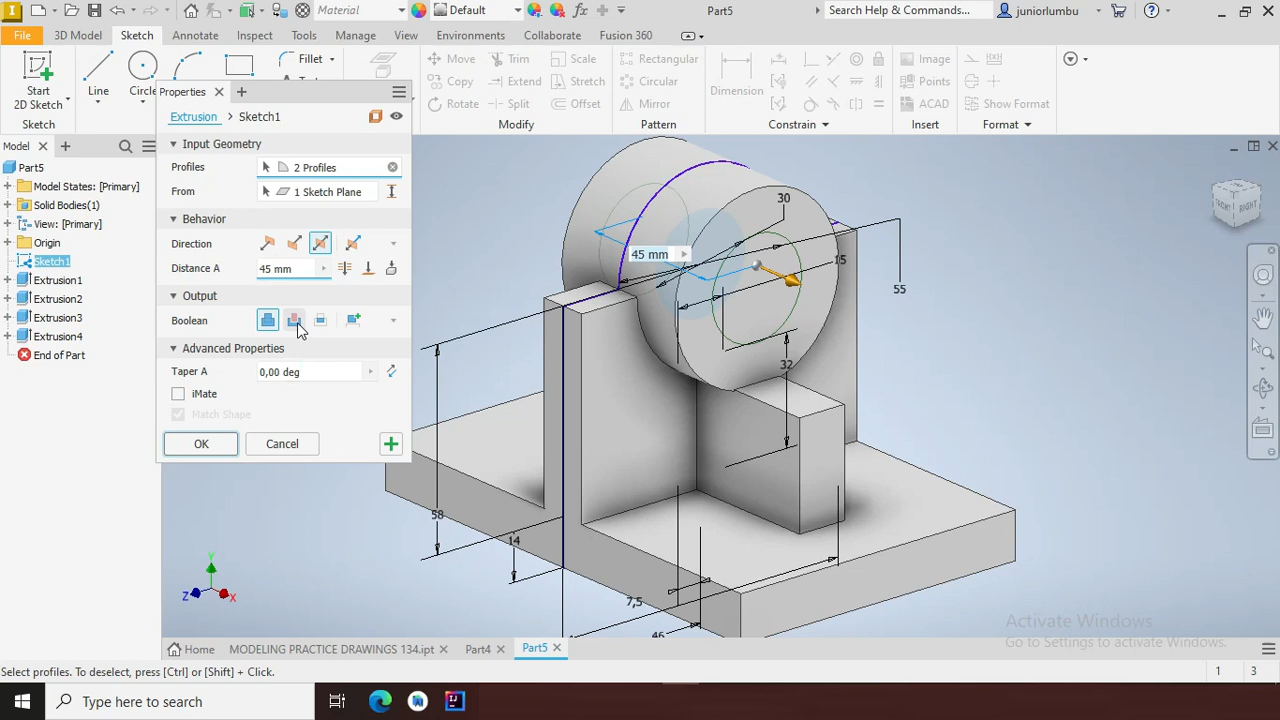 Material
Default
Part5
Search Help & Commands...
juniorlumbu
File
3D Model
Sketch
Annotate
Inspect
Tools
Manage
View
Environments
Collaborate
Fusion 360
Start
2D Sketch
Line
Circle
Fillet
Move
Trim
Scale
Copy
Extend
Stretch
Rotate
Split
Offset
Rectangular
Circular
Mirror
Dimension
Image
Points
ACAD
Show Format
Sketch
Modify
Pattern
Constrain
Insert
Format
Properties
Extrusion > Sketch1
Input Geometry
Profiles
2 Profiles
From
1 Sketch Plane
Behavior
Direction
Distance A
45 mm
Output
Boolean
Advanced Properties
Taper A
0,00 deg
iMate
Match Shape
OK
Cancel
Model
Part5
Model States: [Primary]
Solid Bodies(1)
View: [Primary]
Origin
Sketch1
Extrusion1
Extrusion2
Extrusion3
Extrusion4
End of Part
FRONT
RIGHT
30
45 mm
15
55
32
58
14
7,5
46
Y
Z
X
Activate Windows
Go to Settings to activate Windows.
Home
MODELING PRACTICE DRAWINGS 134.ipt
Part4
Part5
Select profiles. To deselect, press [Ctrl] or [Shift] + Click.
1
3
Type here to search